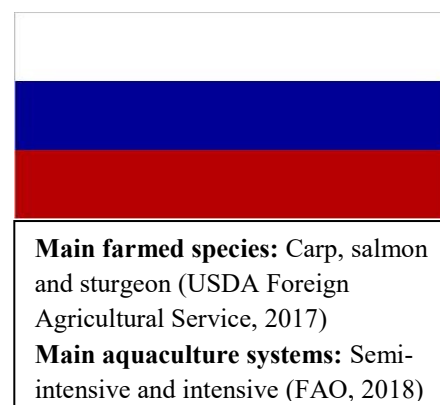 Main farmed species: Carp, salmon
and sturgeon (USDA Foreign
Agricultural Service, 2017)
Main aquaculture systems: Semi-
intensive and intensive (FAO, 2018)